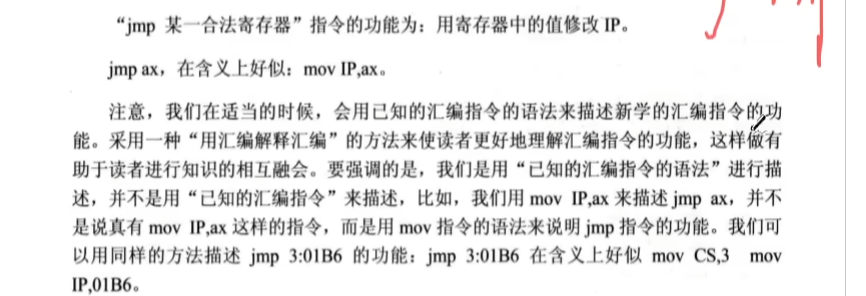 “jmp 某一合法寄存器”指令的功能为：用寄存器中的值修改 IP。
jmp ax，在含义上好似：mov IP,ax。
注意，我们在适当的时候，会用已知的汇编指令的语法来描述新学的汇编指令的功
能。采用一种“用汇编解释汇编”的方法来使读者更好地理解汇编指令的功能，这样做有
助于读者进行知识的相互融会。要强调的是，我们是用“已知的汇编指令的语法”进行描
述，并不是用“已知的汇编指令”来描述，比如，我们用 mov IP,ax 来描述 jmp ax，并不
是说真有 mov IP,ax 这样的指令，而是用 mov 指令的语法来说明 jmp 指令的功能。我们可
以用同样的方法描述 jmp 3:01B6 的功能：jmp 3:01B6 在含义上好似 mov CS,3 mov
IP,01B6。